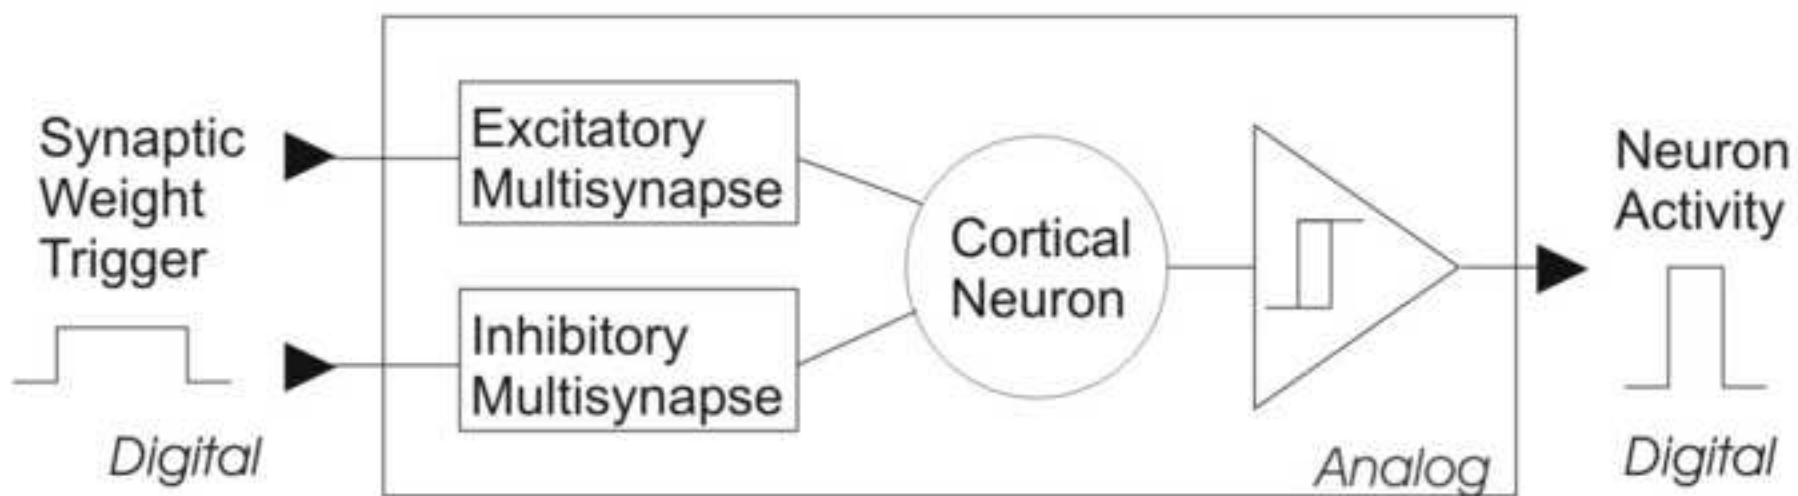 Synaptic
Weight
Trigger
Digital
Excitatory
Multisynapse
Inhibitory
Multisynapse
Cortical
Neuron
Analog
Neuron
Activity
Digital